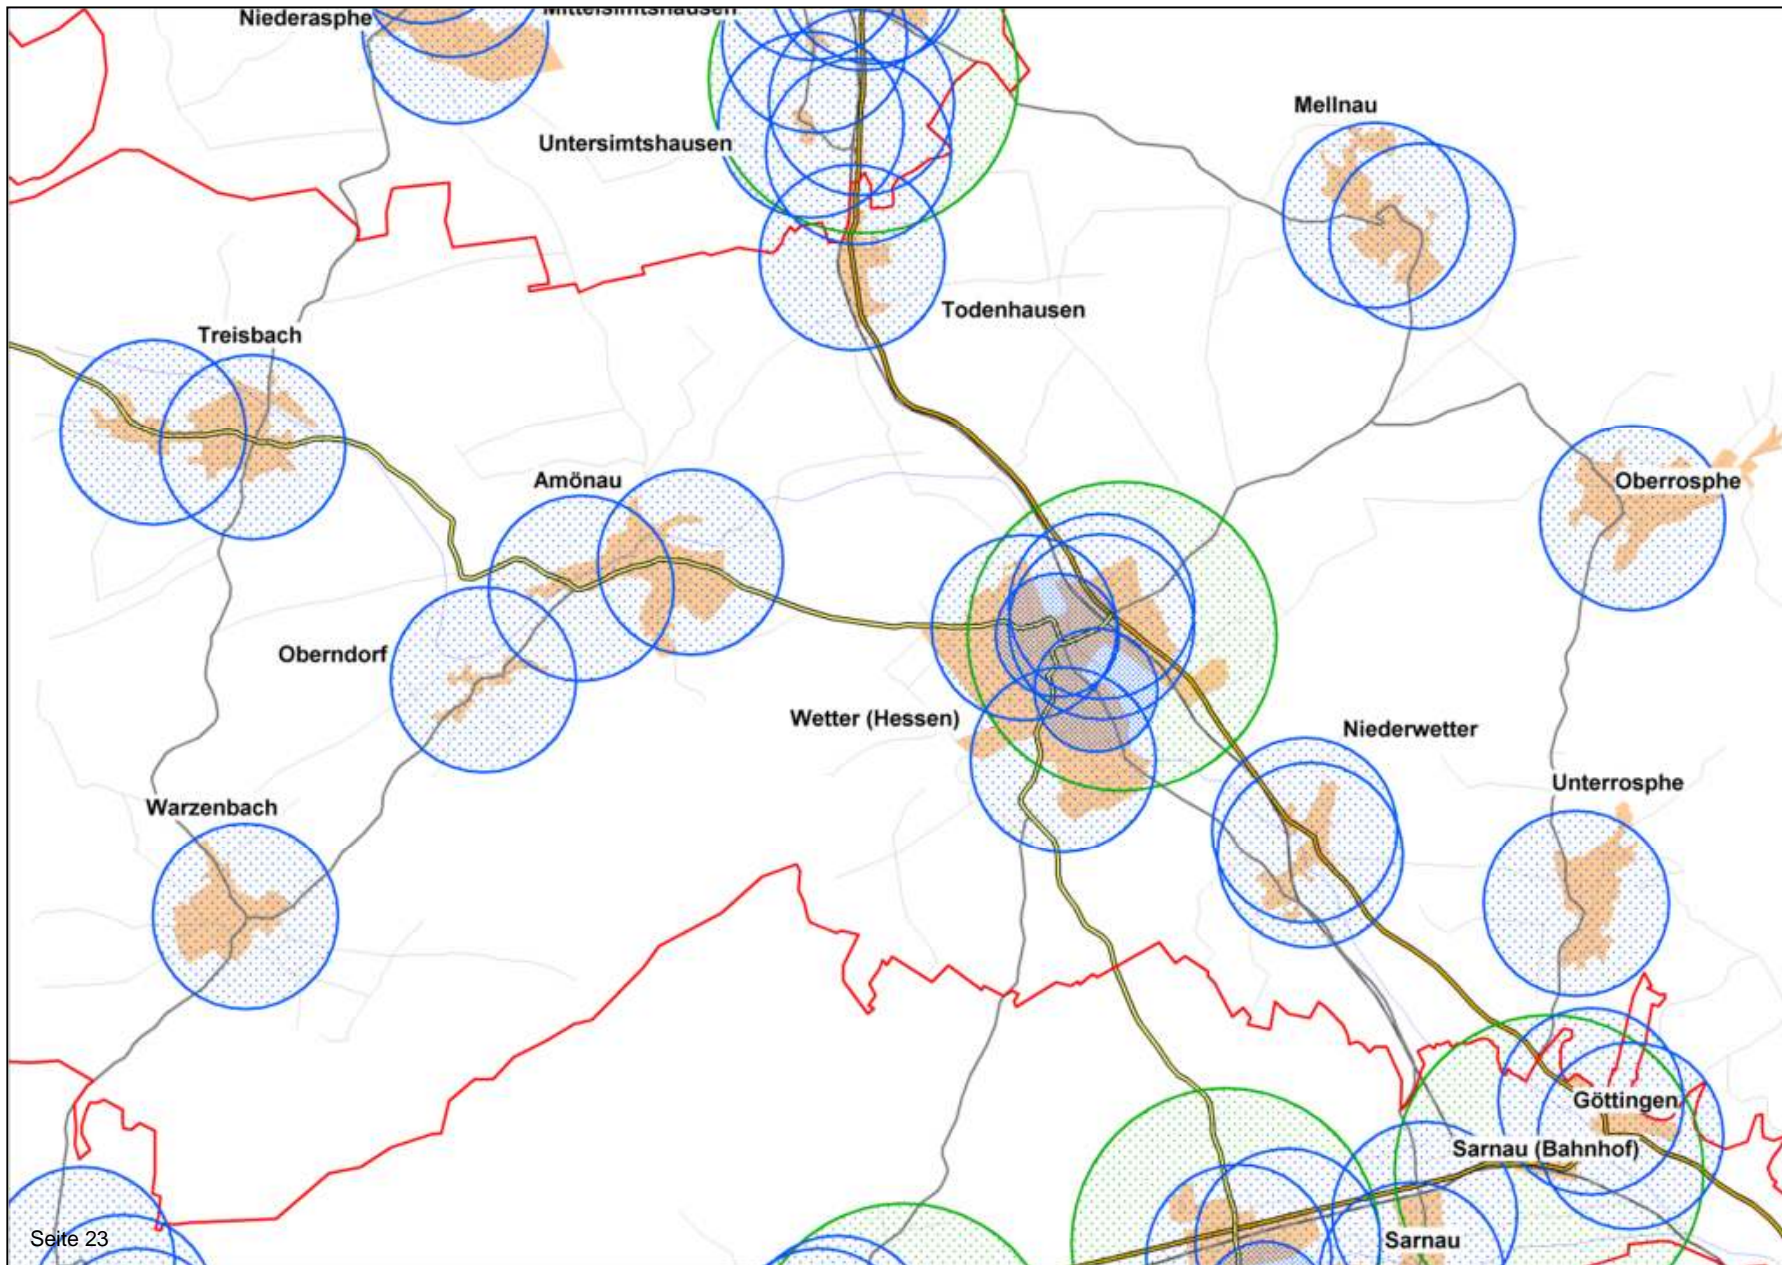 Niederasphe
Mittelsimtshausen
Untersimtshausen
Mellnau
Todenhausen
Treisbach
Amönau
Oberrosphe
Oberndorf
Wetter (Hessen)
Niederwetter
Unterrosphe
Warzenbach
Göttingen
Sarnau (Bahnhof)
Sarnau
Seite 23